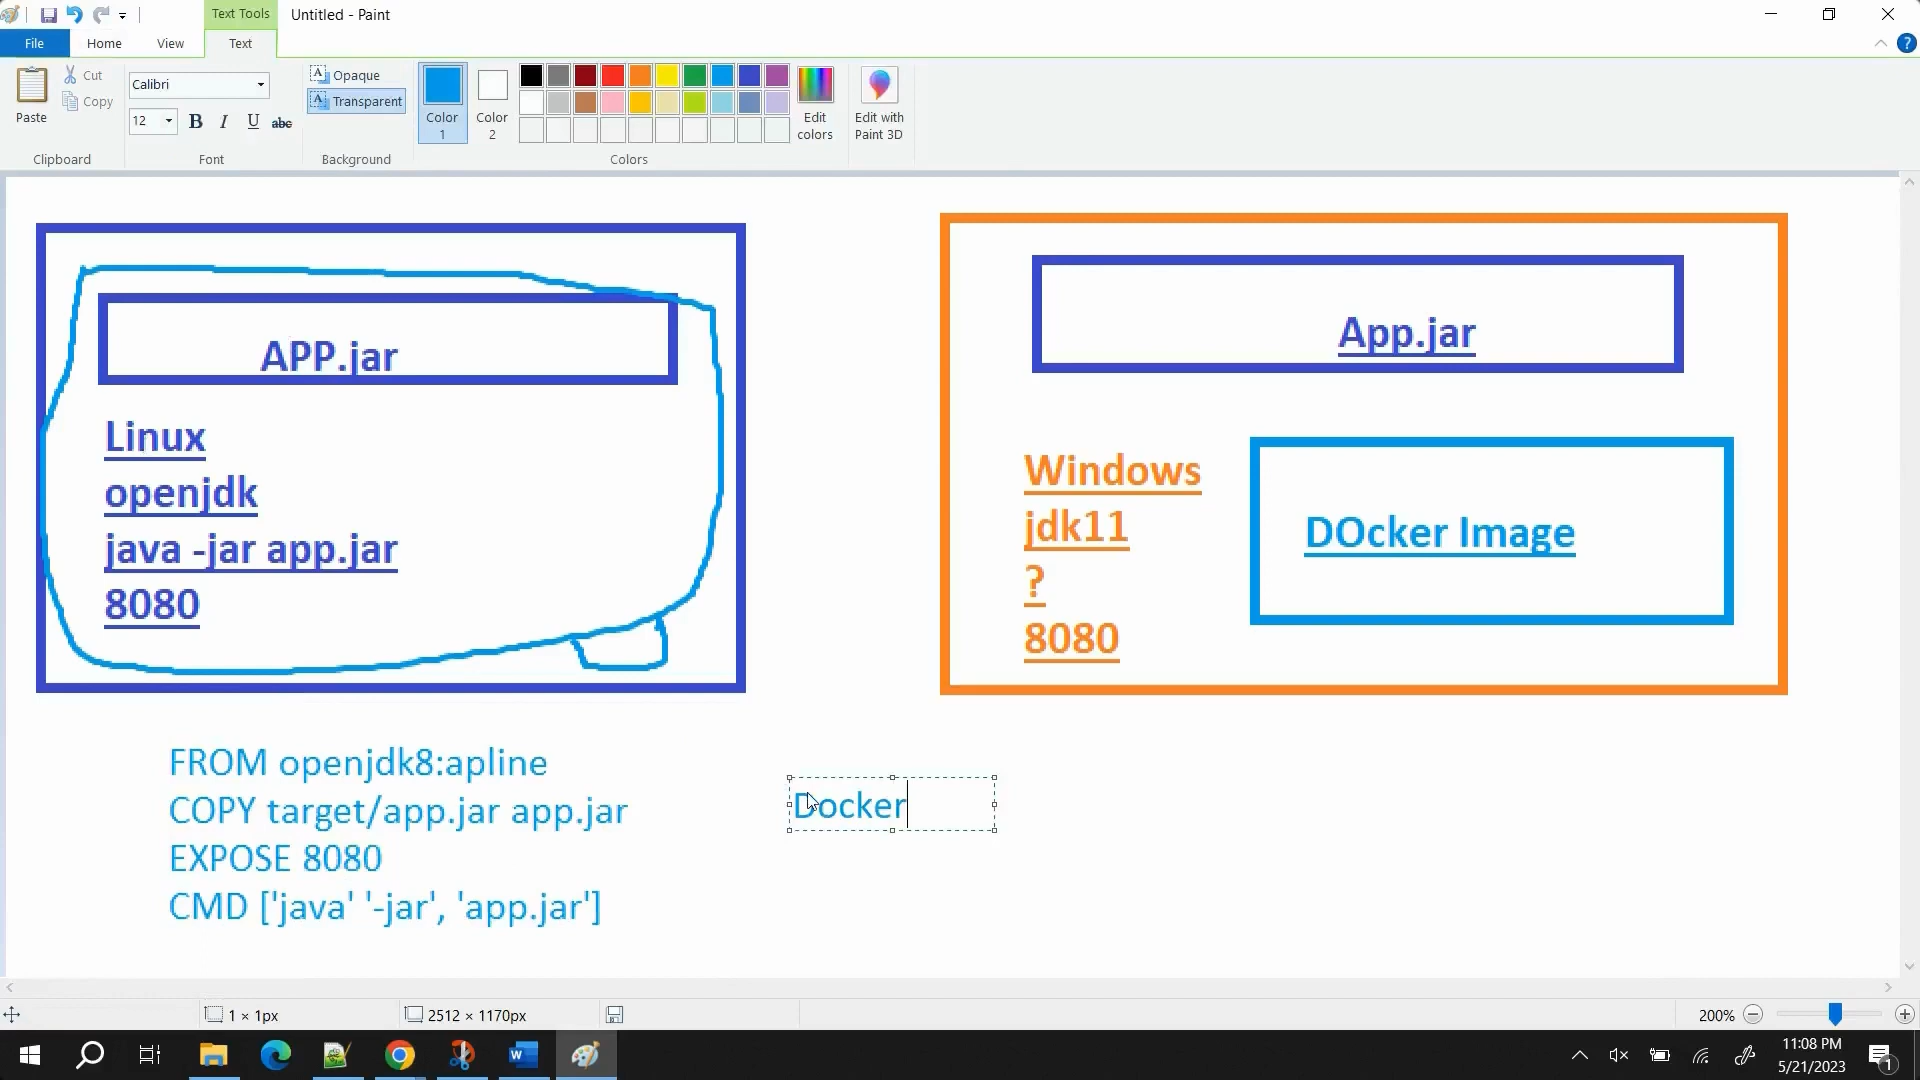 Text Tools
Untitled - Paint
File
Home
View
Text
Paste
Cut
Copy
Clipboard
Calibri
12
B I U abc
Font
Opaque
Transparent
Background
Color 1
Color 2
Colors
Edit colors
Edit with Paint 3D
APP.jar
Linux
openjdk
java -jar app.jar
8080
App.jar
Windows
jdk11
?
8080
DOcker Image
FROM openjdk8:apline
COPY target/app.jar app.jar
EXPOSE 8080
CMD ['java' '-jar', 'app.jar']
Docker
1 × 1px
2512 × 1170px
200%
11:08 PM
5/21/2023
1